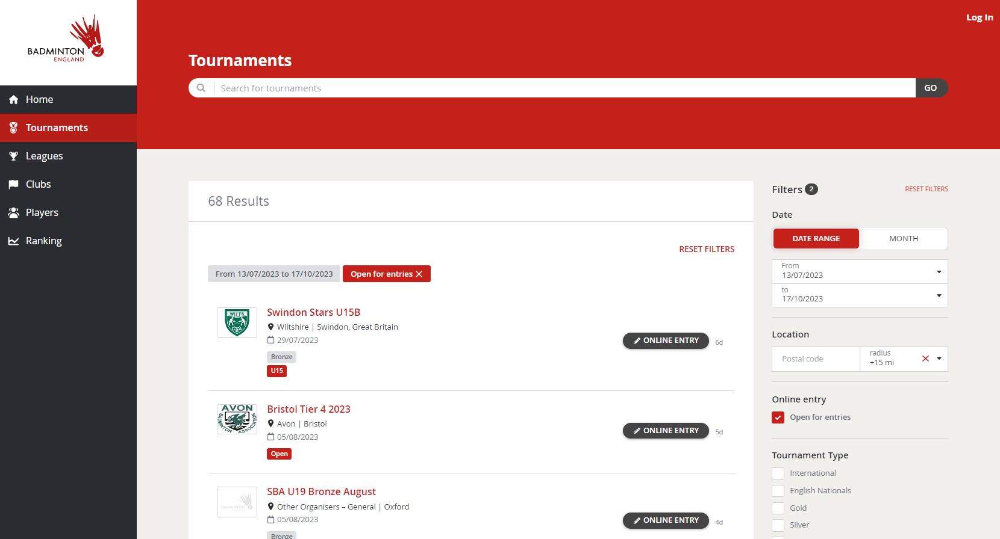 BADMINTON
ENGLAND
Home
Tournaments
Leagues
Clubs
Players
Ranking
Log In
Tournaments
Search for tournaments
GO
68 Results
RESET FILTERS
From 13/07/2023 to 17/10/2023
Open for entries
WILTS
CBA
Swindon Stars U15B
Wiltshire | Swindon, Great Britain
29/07/2023
Bronze
U15
ONLINE ENTRY
6d
AVON
BADMINTON ASSOCIATION
Bristol Tier 4 2023
Avon | Bristol
05/08/2023
Open
ONLINE ENTRY
5d
BADMINTON
ENGLAND
SBA U19 Bronze August
Other Organisers – General | Oxford
05/08/2023
Bronze
ONLINE ENTRY
4d
Filters 2
RESET FILTERS
Date
DATE RANGE
MONTH
From
13/07/2023
to
17/10/2023
Location
Postal code
radius
+15 mi
Online entry
Open for entries
Tournament Type
International
English Nationals
Gold
Silver